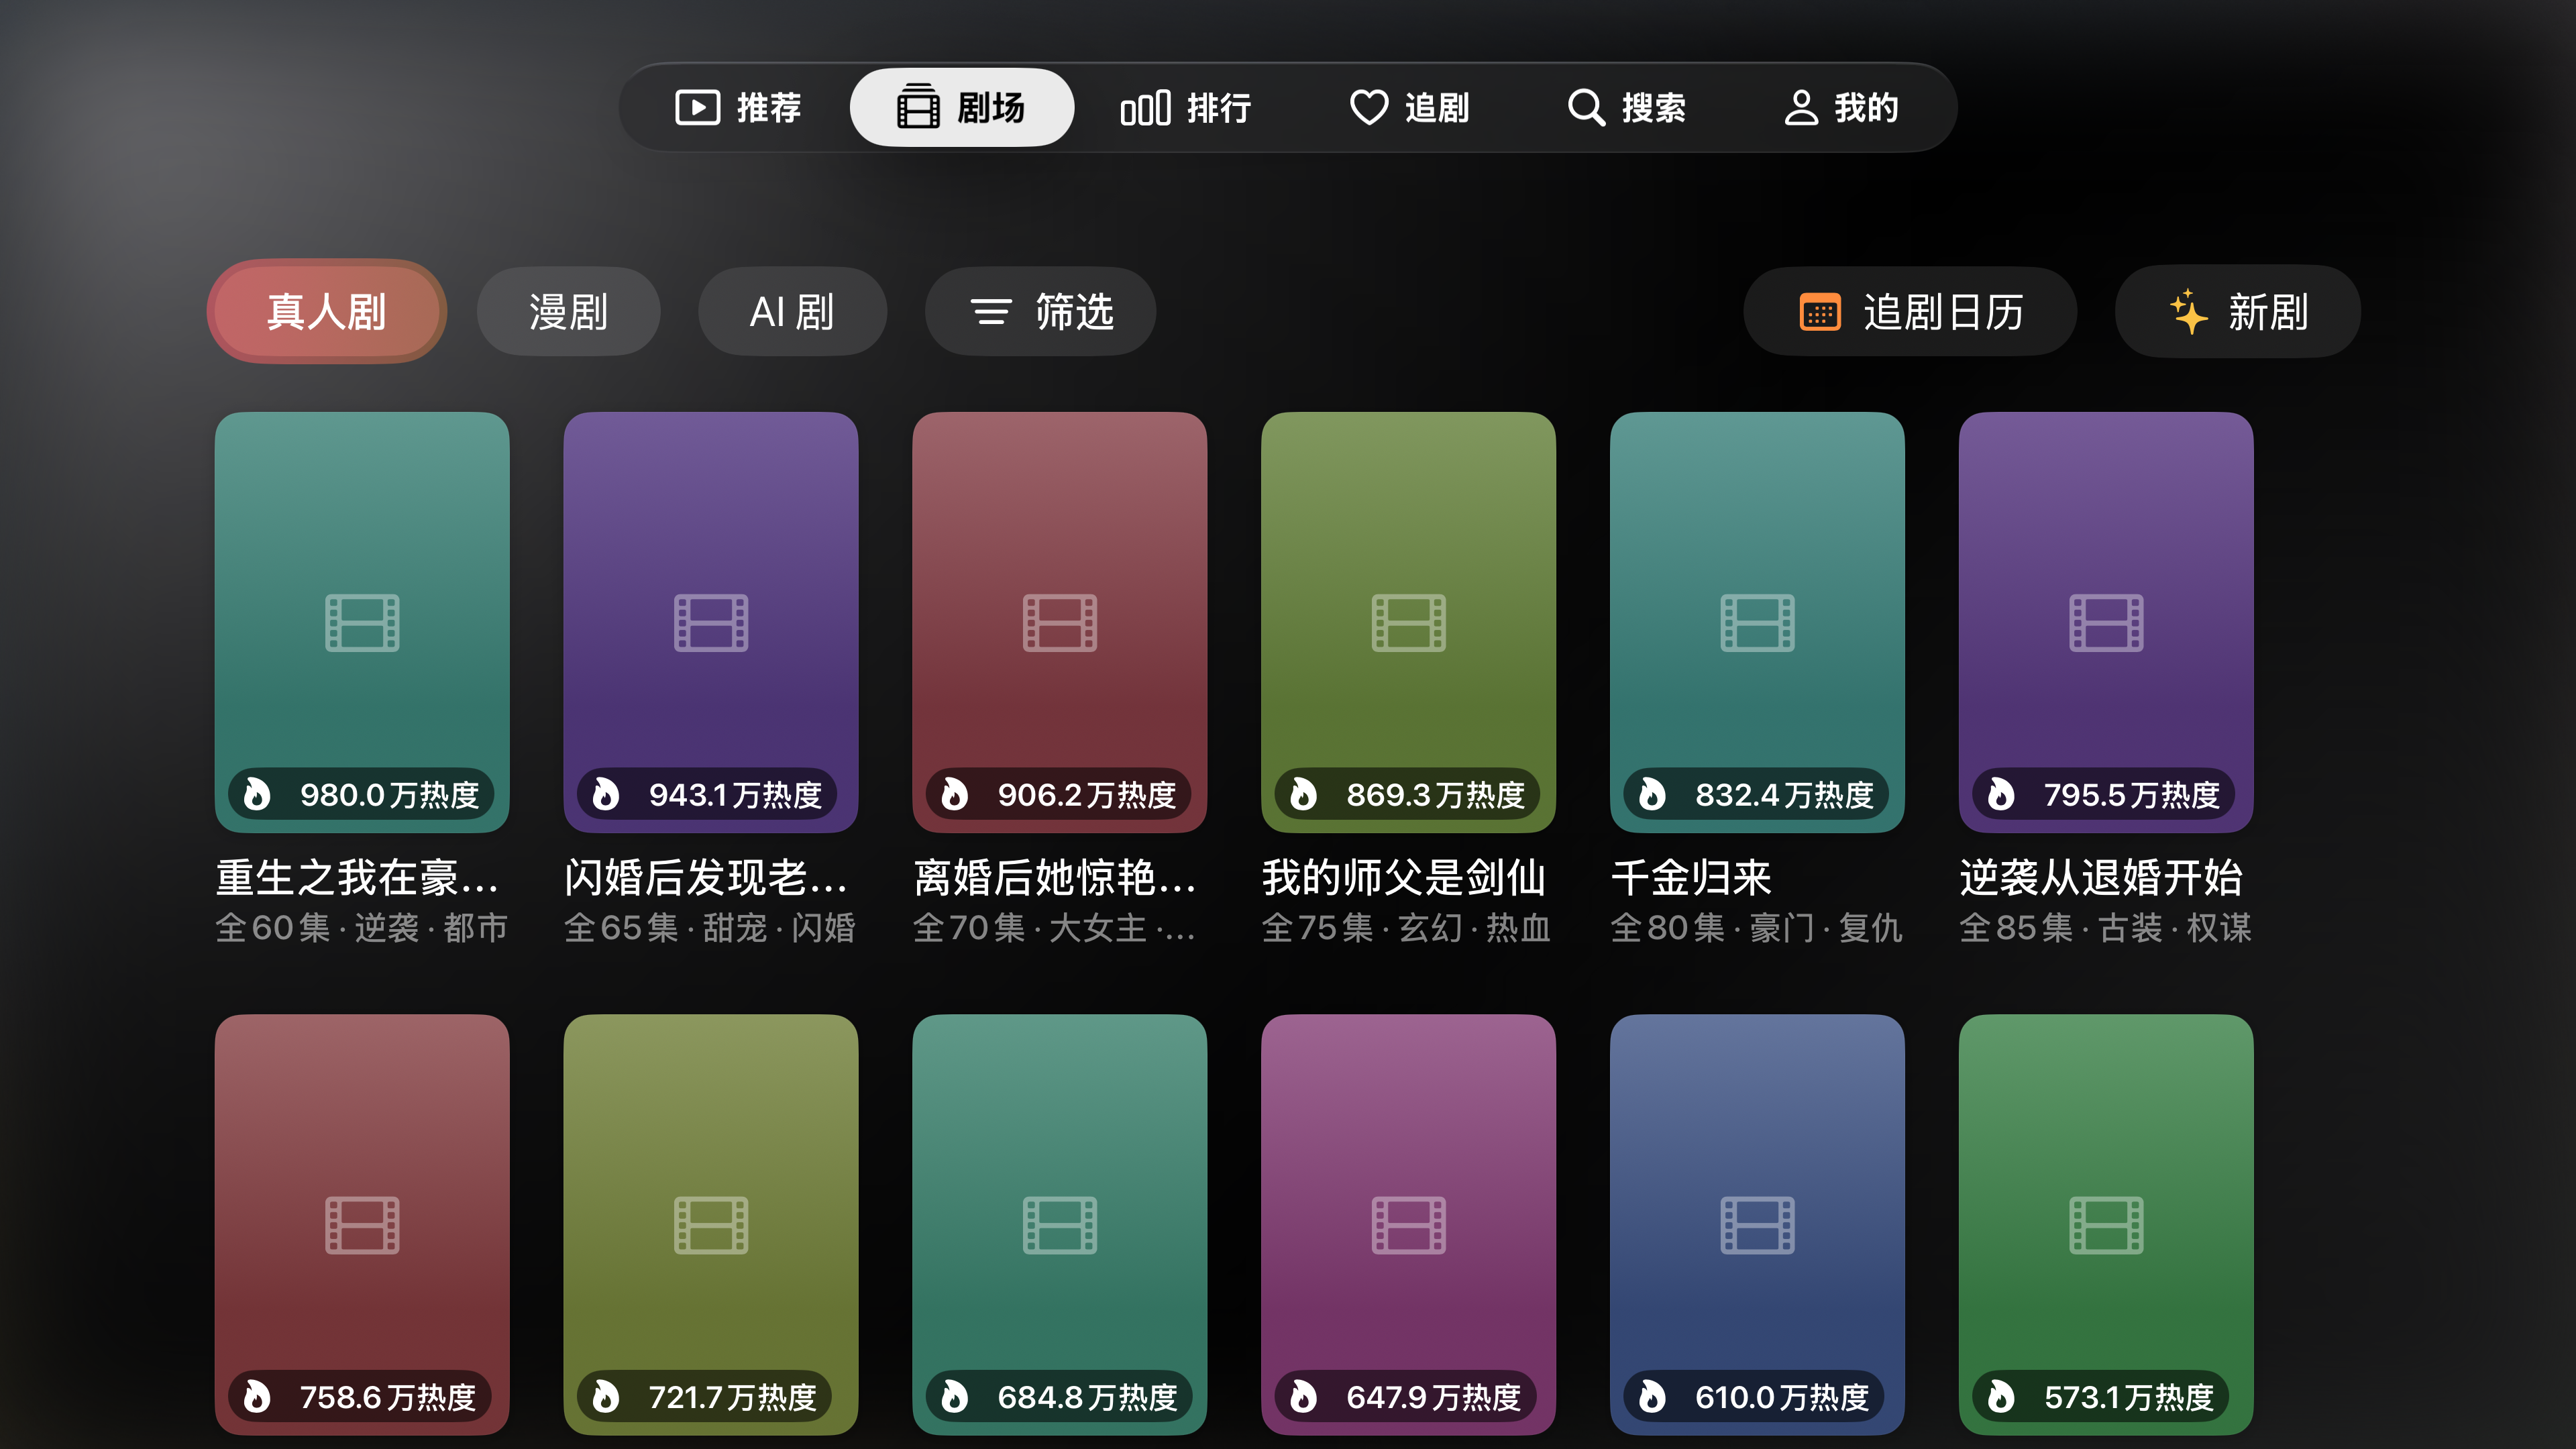 推荐 剧场 排行 追剧 搜索 我的
真人剧 漫剧 AI 剧 筛选 追剧日历 新剧
980.0万热度 943.1万热度 906.2万热度 869.3万热度 832.4万热度 795.5万热度
重生之我在豪… 闪婚后发现老… 离婚后她惊艳… 我的师父是剑仙 千金归来 逆袭从退婚开始
全60集 · 逆袭 · 都市 全65集 · 甜宠 · 闪婚 全70集 · 大女主 ·… 全75集 · 玄幻 · 热血 全80集 · 豪门 · 复仇 全85集 · 古装 · 权谋
758.6万热度 721.7万热度 684.8万热度 647.9万热度 610.0万热度 573.1万热度